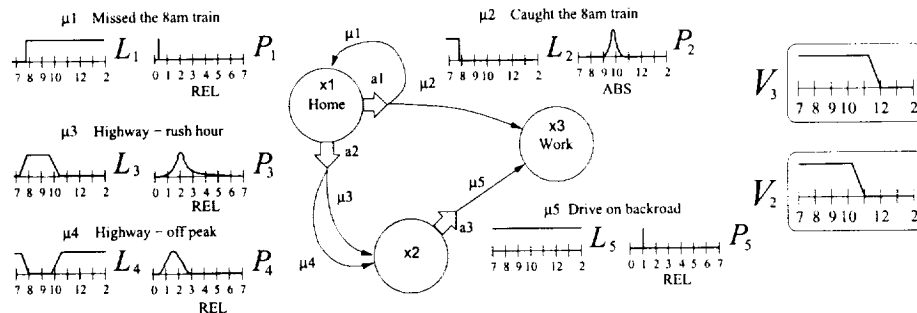 μ1 Missed the 8am train
L1 P1
7 8 9 10 12 2
0 1 2 3 4 5 6 7
REL
μ2 Caught the 8am train
L2 P2
7 8 9 10 12 2
7 8 9 10 12 2
ABS
μ3 Highway – rush hour
L3 P3
7 8 9 10 12 2
0 1 2 3 4 5 6 7
REL
μ4 Highway – off peak
L4 P4
7 8 9 10 12 2
0 1 2 3 4 5 6 7
REL
μ1
x1
Home
a1
μ2
a2
x3
Work
μ3
μ5
μ4
x2
a3
μ5 Drive on backroad
L5 P5
7 8 9 10 12 2
0 1 2 3 4 5 6 7
REL
V3
7 8 9 10 12 2
V2
7 8 9 10 12 2